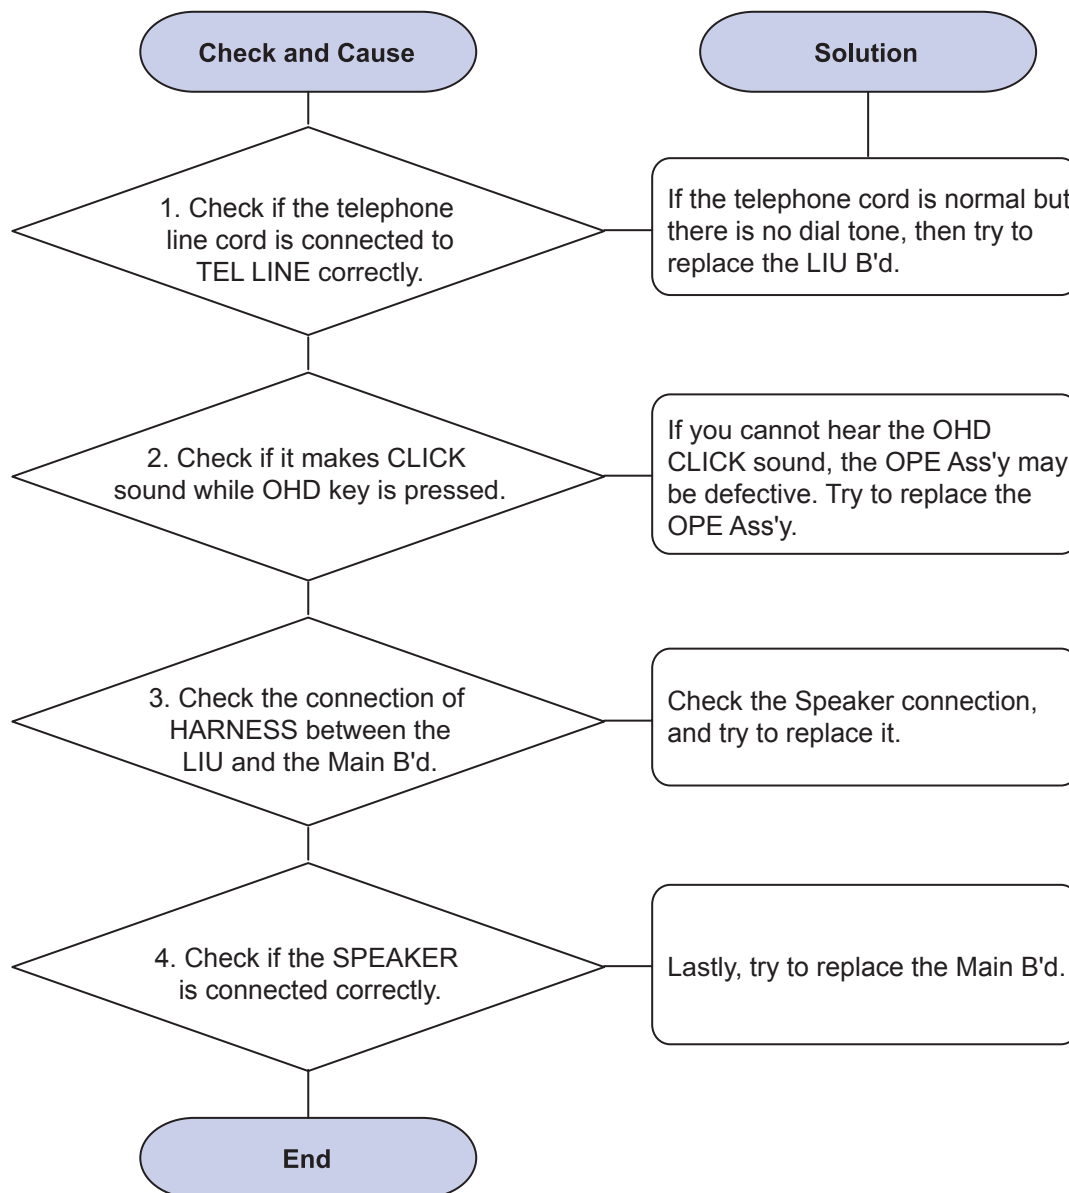 Check and Cause
Solution
1. Check if the telephone
line cord is connected to
TEL LINE correctly.
If the telephone cord is normal but
there is no dial tone, then try to
replace the LIU B'd.
2. Check if it makes CLICK
sound while OHD key is pressed.
If you cannot hear the OHD
CLICK sound, the OPE Ass'y may
be defective. Try to replace the
OPE Ass'y.
3. Check the connection of
HARNESS between the
LIU and the Main B'd.
Check the Speaker connection,
and try to replace it.
4. Check if the SPEAKER
is connected correctly.
Lastly, try to replace the Main B'd.
End